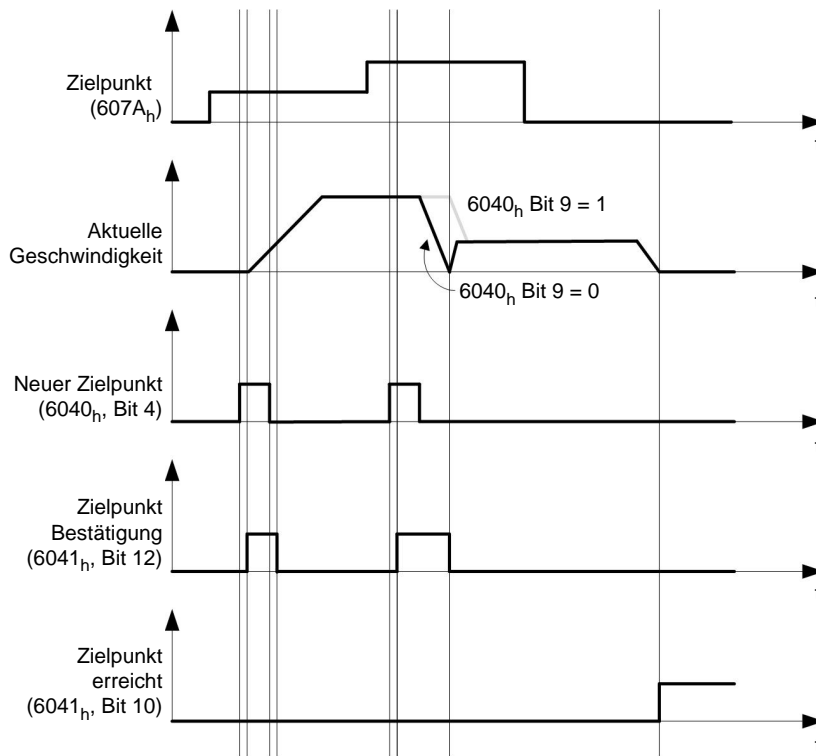 Zielpunkt
(607Aₕ)
Aktuelle
Geschwindigkeit
6040ₕ Bit 9 = 1
6040ₕ Bit 9 = 0
Neuer Zielpunkt
(6040ₕ, Bit 4)
Zielpunkt
Bestätigung
(6041ₕ, Bit 12)
Zielpunkt
erreicht
(6041ₕ, Bit 10)